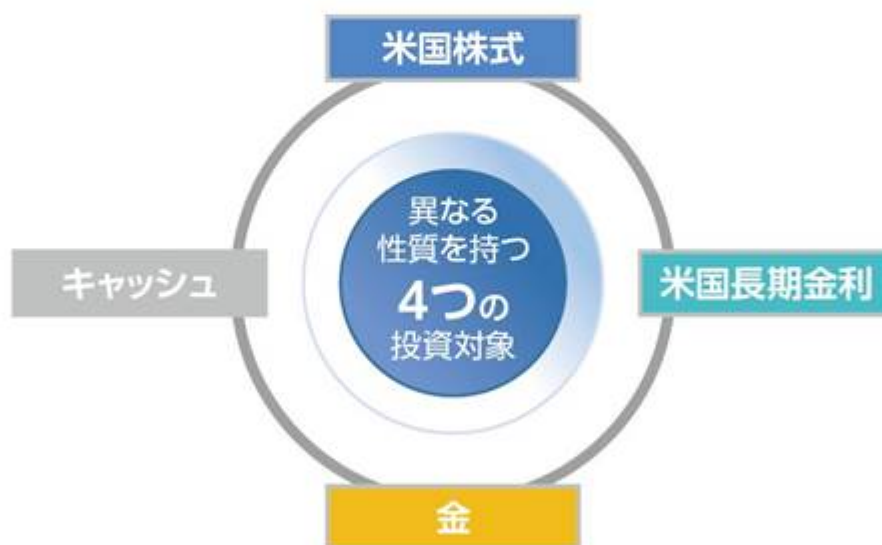 米国株式
異なる
性質を持つ
4つの
投資対象
キャッシュ
米国長期金利
金